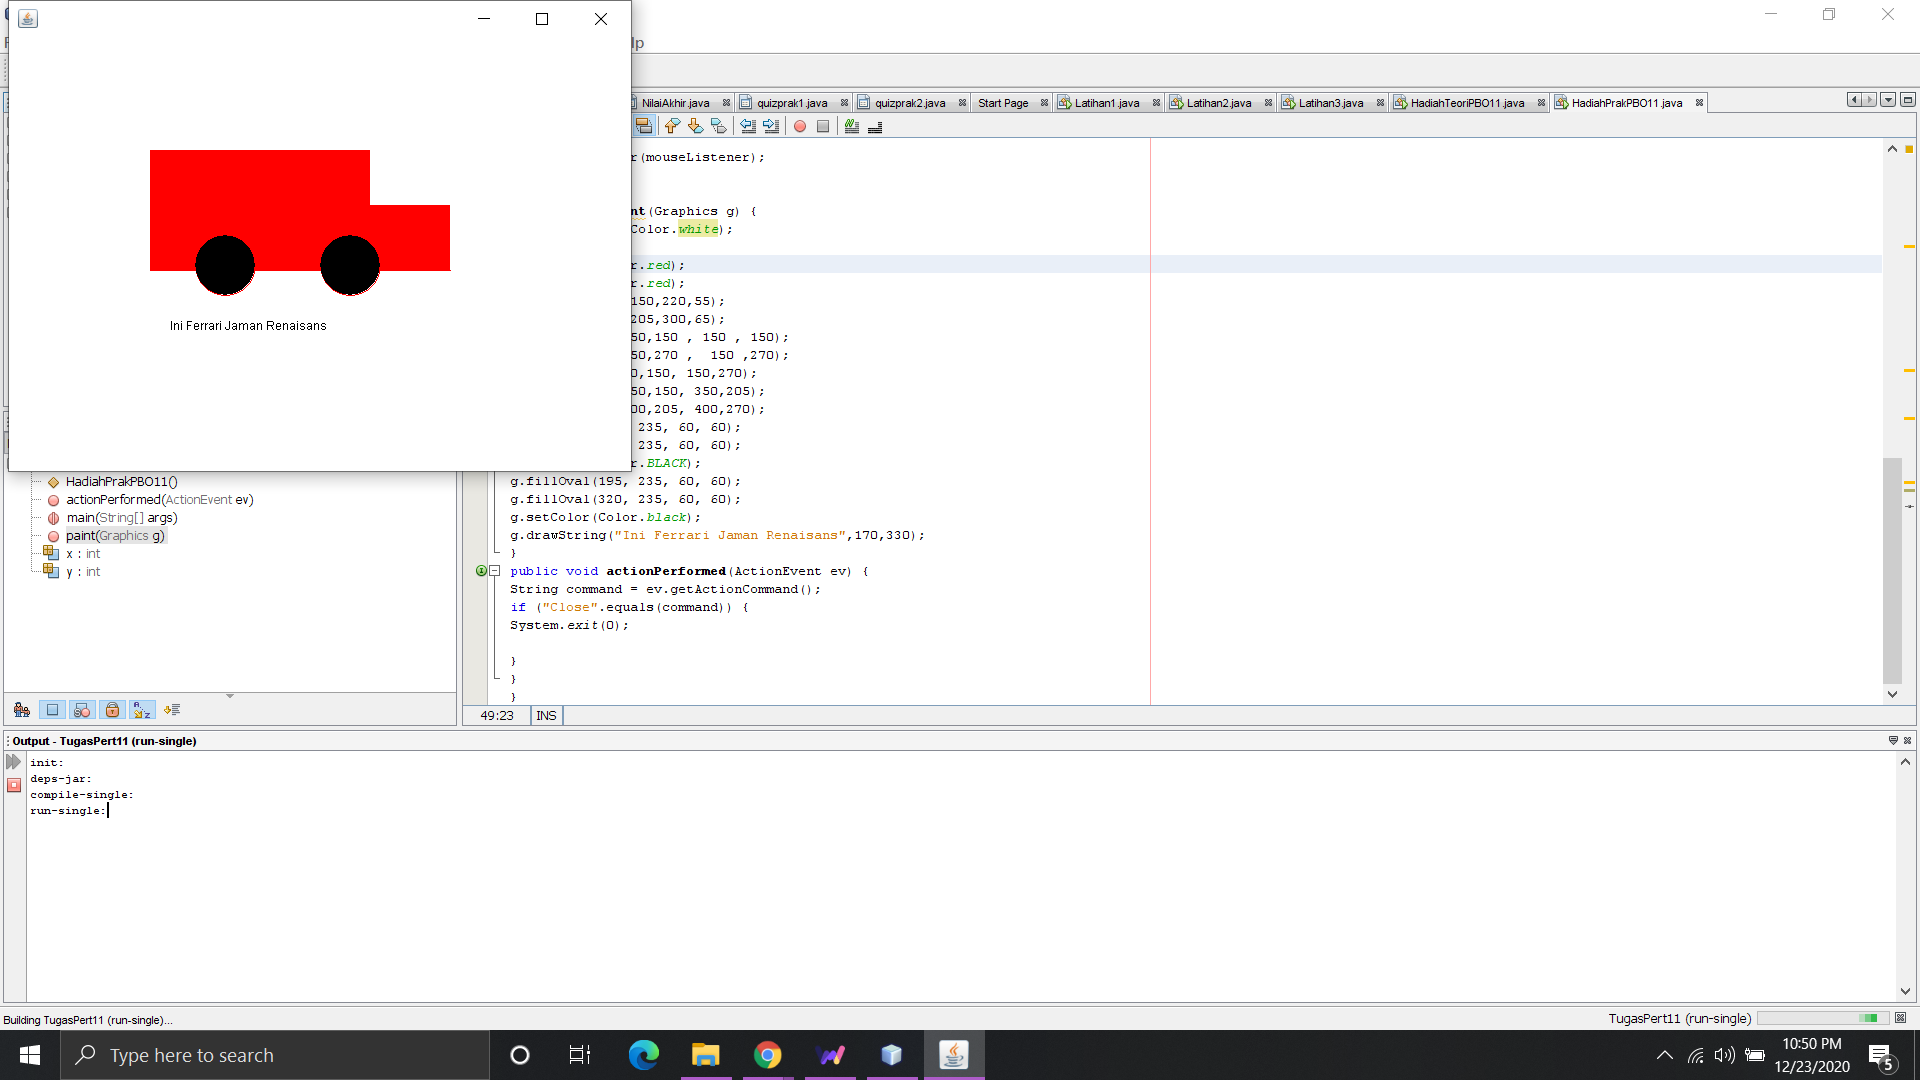 lp
NilaiAkhir.java
quizprak1.java
quizprak2.java
Start Page
Latihan1.java
Latihan2.java
Latihan3.java
HadiahTeoriPBO11.java
HadiahPrakPBO11.java
Ini Ferrari Jaman Renaisans
r(mouseListener);
nt(Graphics g) {
Color.white);
r.red);
r.red);
150,220,55);
205,300,65);
50,150 , 150 , 150);
50,270 ,  150 ,270);
0,150, 150,270);
50,150, 350,205);
00,205, 400,270);
235, 60, 60);
235, 60, 60);
r.BLACK);
g.fillOval(195, 235, 60, 60);
g.fillOval(320, 235, 60, 60);
g.setColor(Color.black);
g.drawString("Ini Ferrari Jaman Renaisans",170,330);
}
public void actionPerformed(ActionEvent ev) {
String command = ev.getActionCommand();
if ("Close".equals(command)) {
System.exit(0);
}
}
}
HadiahPrakPBO11()
actionPerformed(ActionEvent ev)
main(String[] args)
paint(Graphics g)
x : int
y : int
49:23
INS
Output - TugasPert11 (run-single)
init:
deps-jar:
compile-single:
run-single:
Building TugasPert11 (run-single)...
TugasPert11 (run-single)
Type here to search
10:50 PM
12/23/2020
5